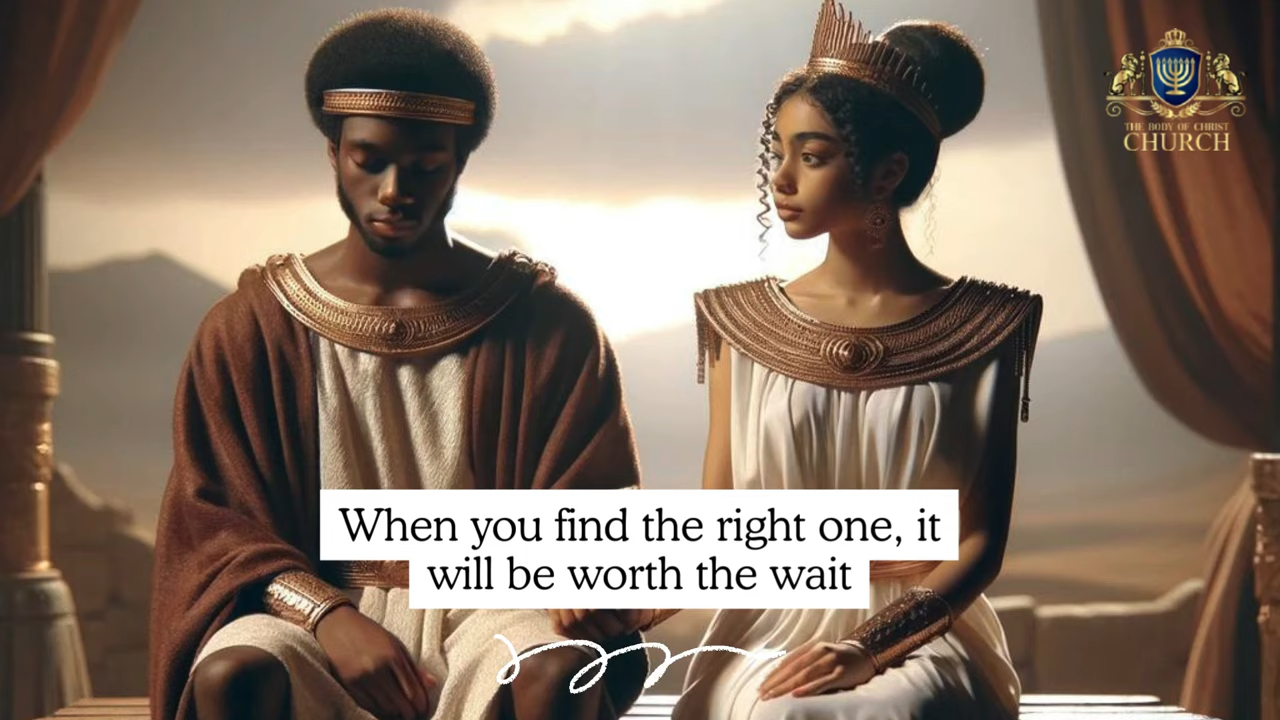 THE BODY OF CHRIST
CHURCH
When you find the right one, it
will be worth the wait